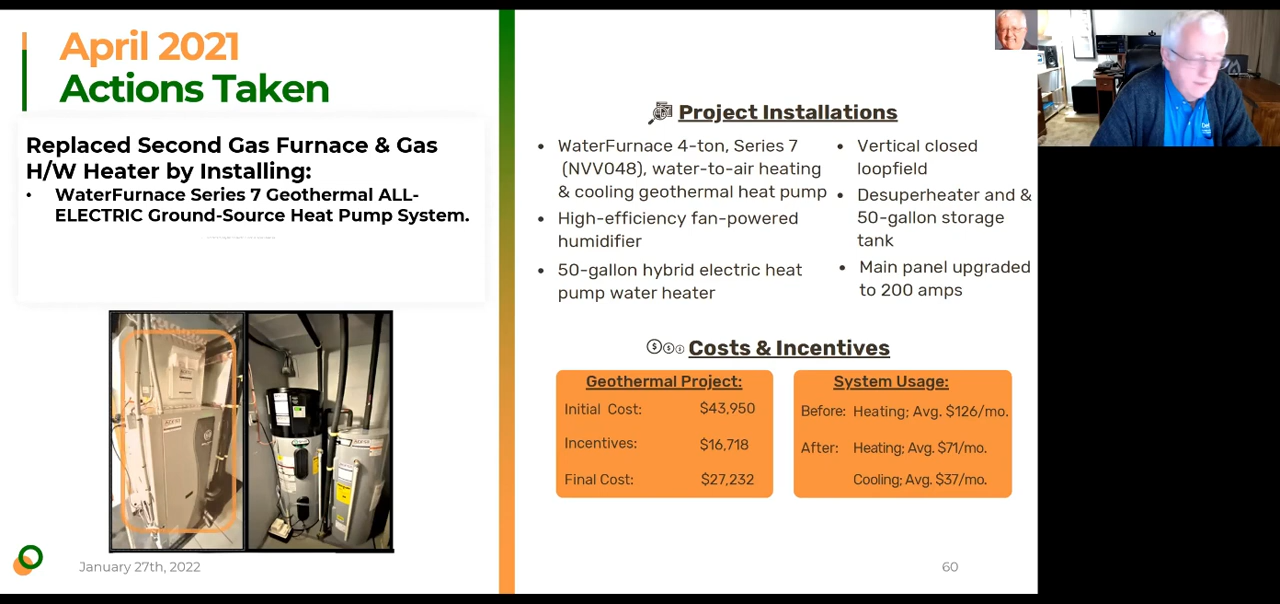 April 2021
Actions Taken
Replaced Second Gas Furnace & Gas
H/W Heater by Installing:
• WaterFurnace Series 7 Geothermal ALL-
ELECTRIC Ground-Source Heat Pump System.
January 27th, 2022
Project Installations
• WaterFurnace 4-ton, Series 7
(NVV048), water-to-air heating
& cooling geothermal heat pump
• High-efficiency fan-powered
humidifier
• 50-gallon hybrid electric heat
pump water heater
• Vertical closed
loopfield
• Desuperheater and &
50-gallon storage
tank
• Main panel upgraded
to 200 amps
Costs & Incentives
Geothermal Project:
Initial Cost: $43,950
Incentives: $16,718
Final Cost: $27,232
System Usage:
Before: Heating; Avg. $126/mo.
After: Heating; Avg. $71/mo.
Cooling; Avg. $37/mo.
60